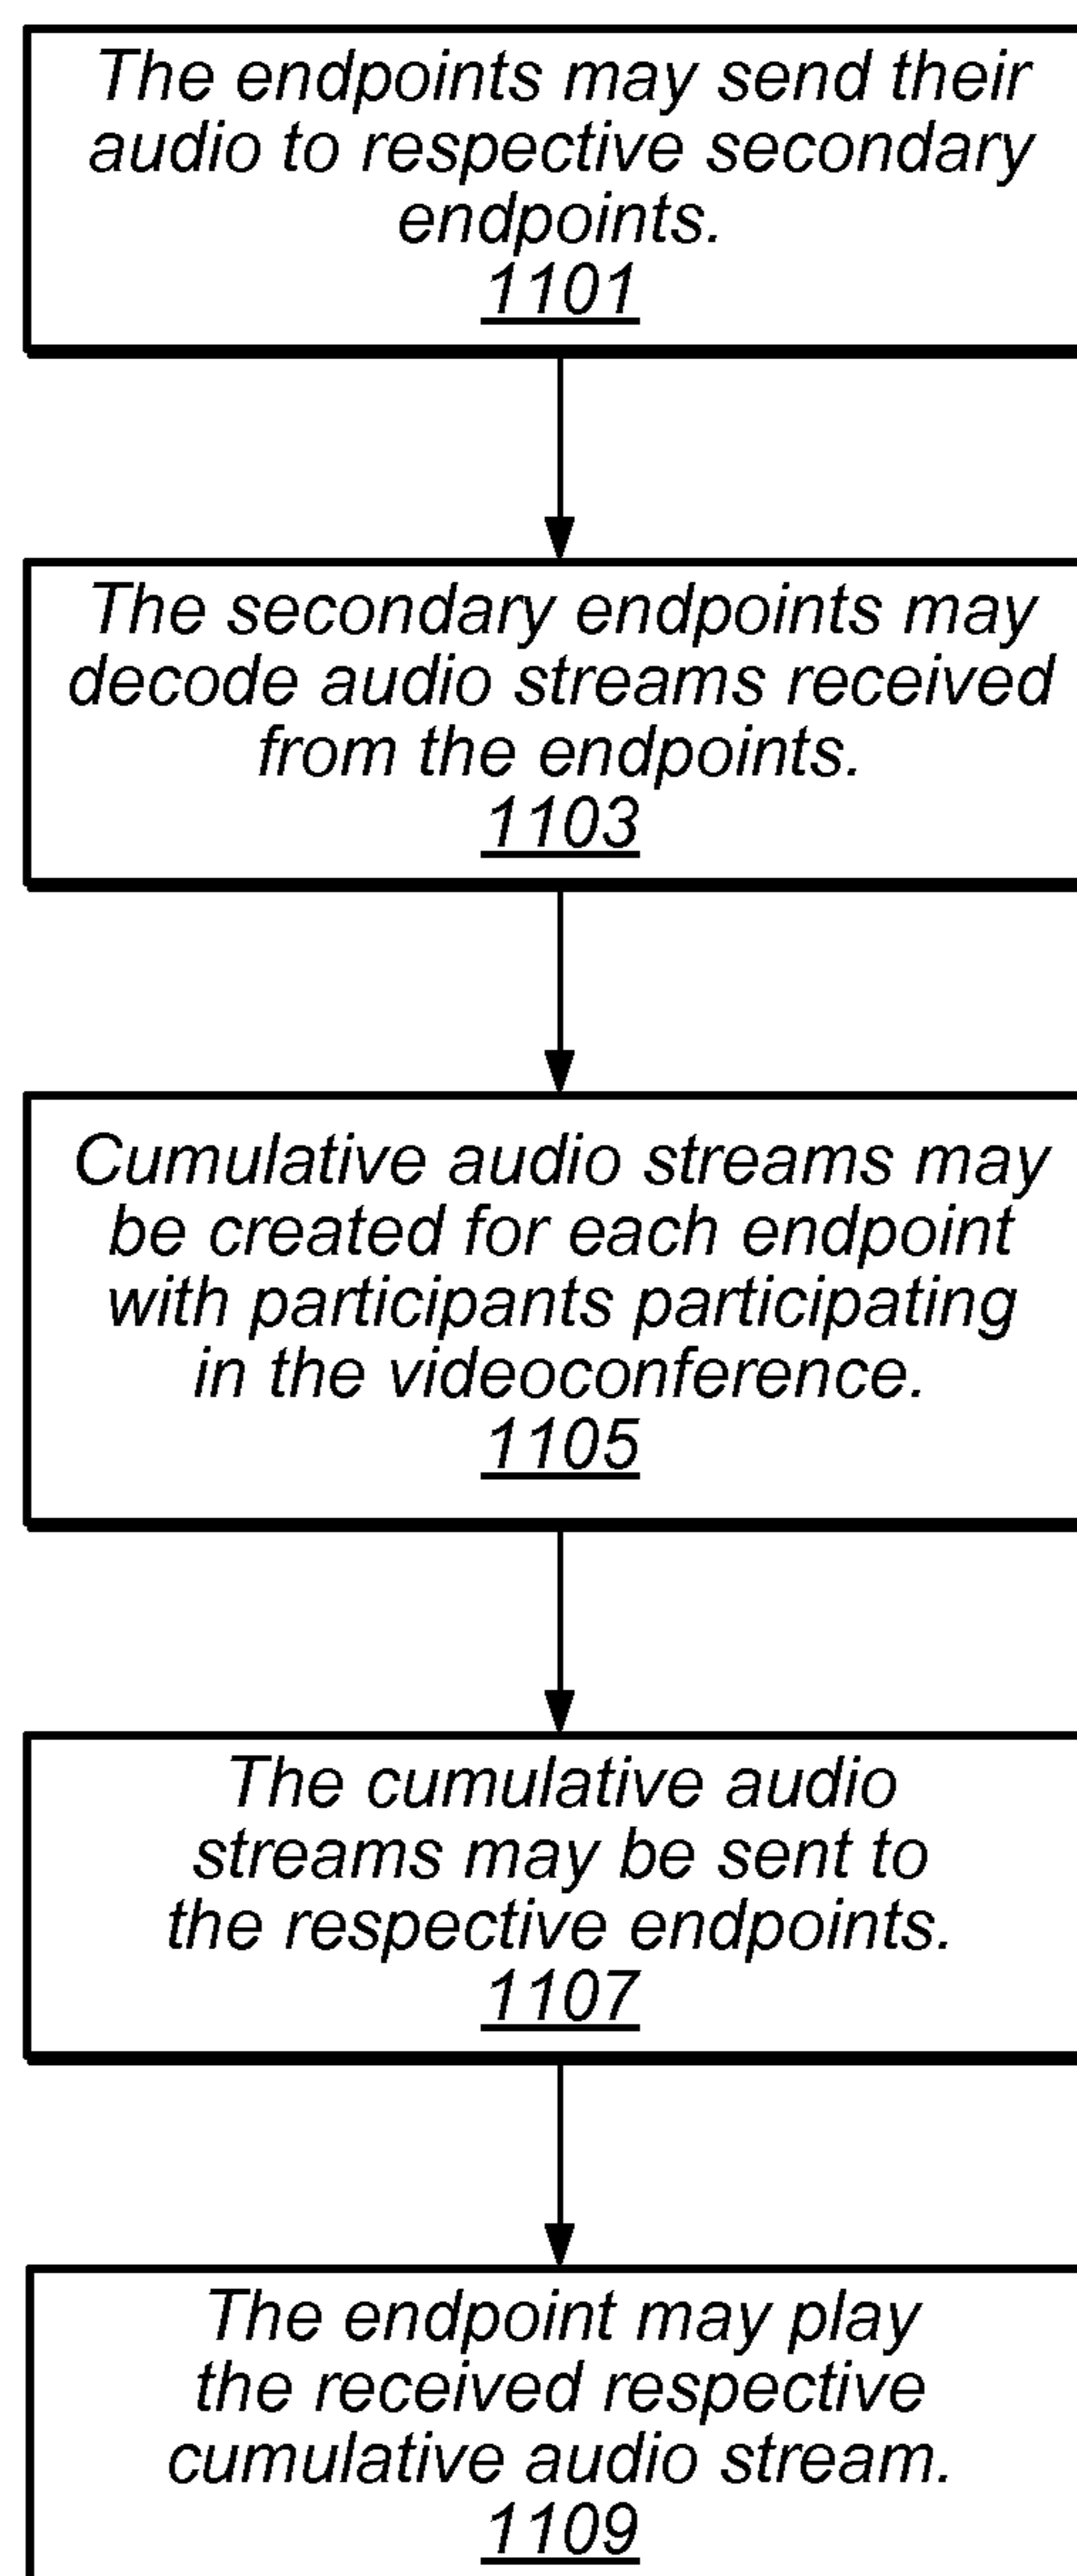 The endpoints may send their
audio to respective secondary
endpoints.
1101
The secondary endpoints may
decode audio streams received
from the endpoints.
1103
Cumulative audio streams may
be created for each endpoint
with participants participating
in the videoconference.
1105
The cumulative audio
streams may be sent to
the respective endpoints.
1107
The endpoint may play
the received respective
cumulative audio stream.
1109